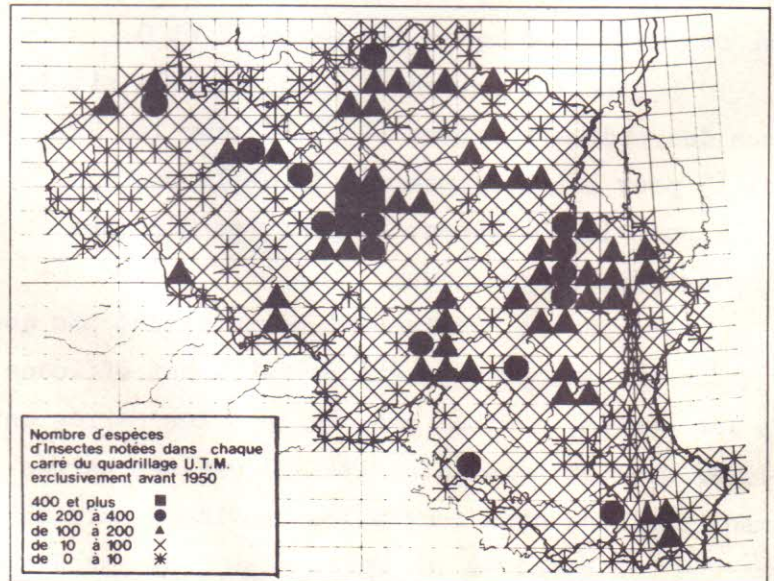 Nombre d'espèces
d'Insectes notées dans chaque
carré du quadrillage U.T.M.
exclusivement avant 1950
400 et plus ■
de 200 à 400 ●
de 100 à 200 ▲
de 10 à 100 ×
de 0 à 10 ✳